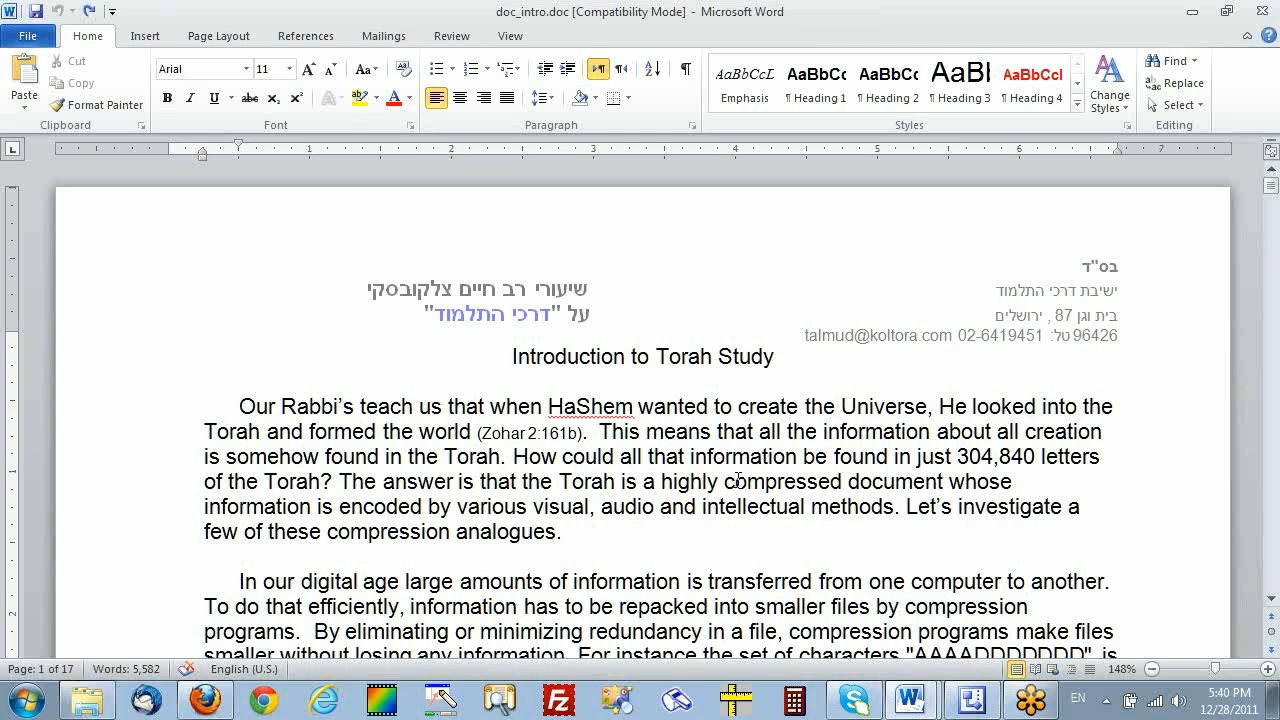 doc_intro.doc [Compatibility Mode] - Microsoft Word
File Home Insert Page Layout References Mailings Review View
Paste
Cut
Copy
Format Painter
Clipboard
Arial 11
Font
Paragraph
AaBbCcL AaBbCc AaBbCc AaBl AaBbCcl
Emphasis ¶ Heading 1 ¶ Heading 2 ¶ Heading 3 ¶ Heading 4
Styles
Change Styles
Find
Replace
Select
Editing
1 2 3 4 5 6 7
בס"ד
שיעורי רב חיים צלקובסקי
על "דרכי התלמוד"
ישיבת דרכי התלמוד
בית וגן 87 , ירושלים
96426 טל: 02-6419451 talmud@koltora.com
Introduction to Torah Study
Our Rabbi’s teach us that when HaShem wanted to create the Universe, He looked into the
Torah and formed the world (Zohar 2:161b). This means that all the information about all creation
is somehow found in the Torah. How could all that information be found in just 304,840 letters
of the Torah? The answer is that the Torah is a highly compressed document whose
information is encoded by various visual, audio and intellectual methods. Let’s investigate a
few of these compression analogues.
In our digital age large amounts of information is transferred from one computer to another.
To do that efficiently, information has to be repacked into smaller files by compression
programs. By eliminating or minimizing redundancy in a file, compression programs make files
smaller without losing any information. For instance the set of characters "AAAADDDDDDD", is
Page: 1 of 17 Words: 5,582 English (U.S.) 148%
EN 5:40 PM
12/28/2011